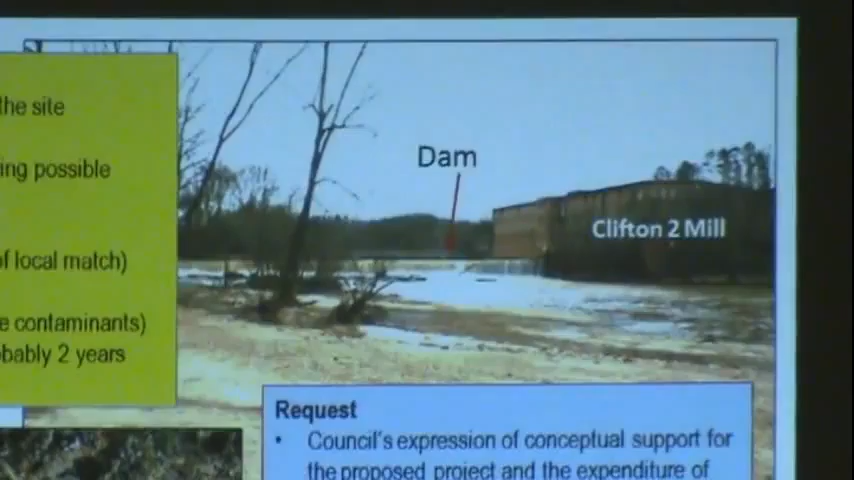 the site
ing possible
of local match)
e contaminants)
obably 2 years
Dam
Clifton 2 Mill
Request
• Council's expression of conceptual support for
the proposed project and the expenditure of